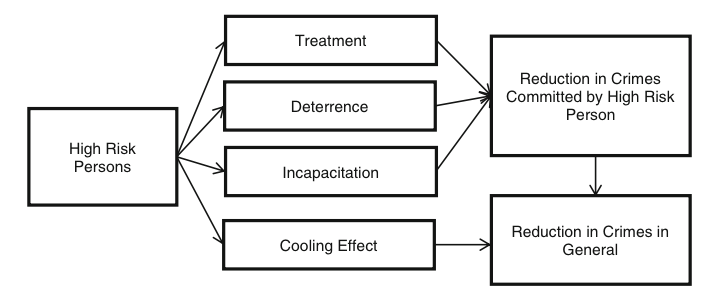 High Risk
Persons
Treatment
Deterrence
Incapacitation
Cooling Effect
Reduction in Crimes
Committed by High Risk
Person
Reduction in Crimes in
General